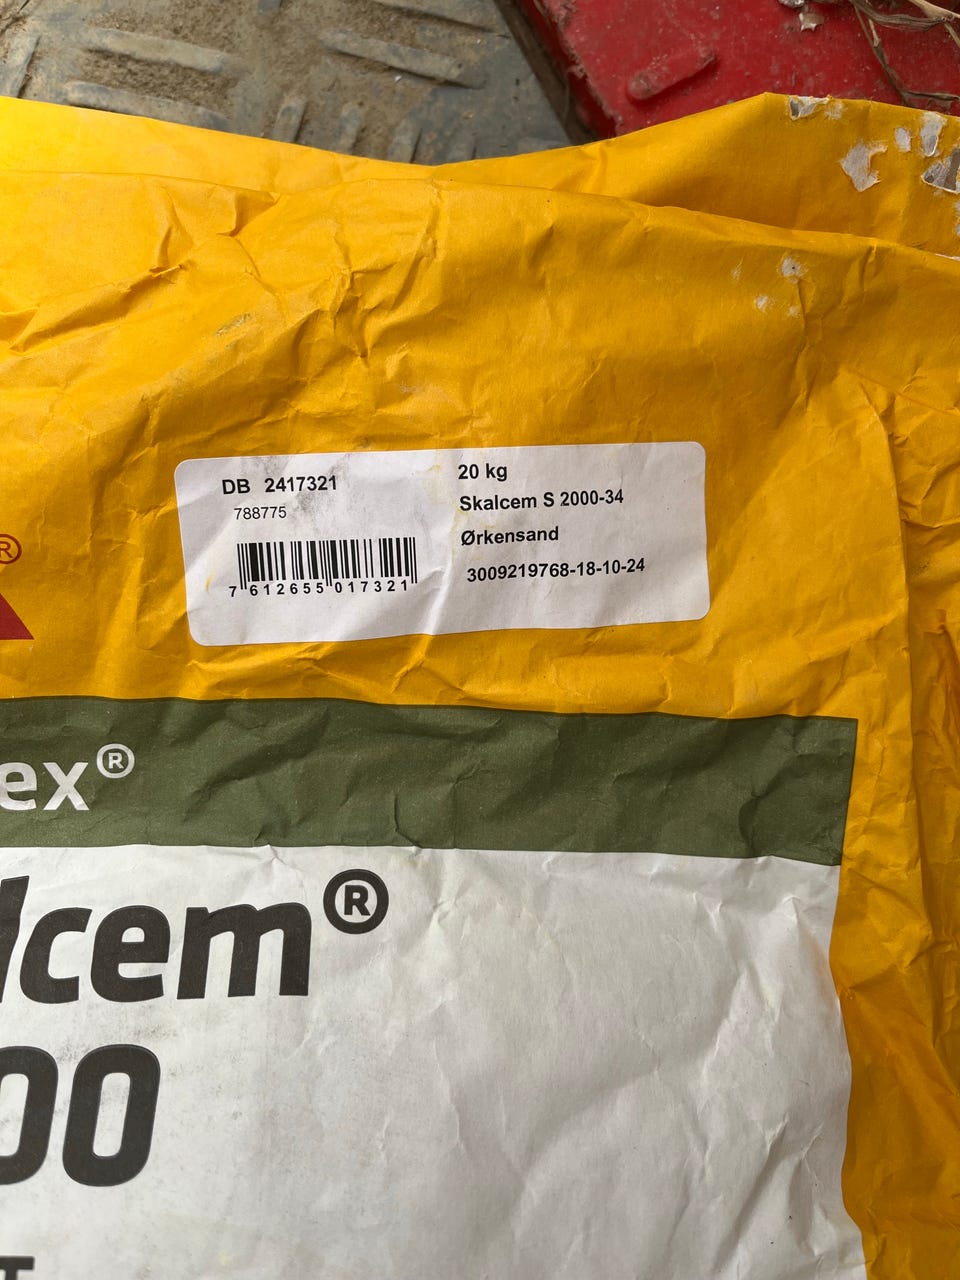 DB 2417321
788775
7 612655 017321
20 kg
Skalcem S 2000-34
Ørkensand
3009219768-18-10-24
®
ex®
lcem®
00
T